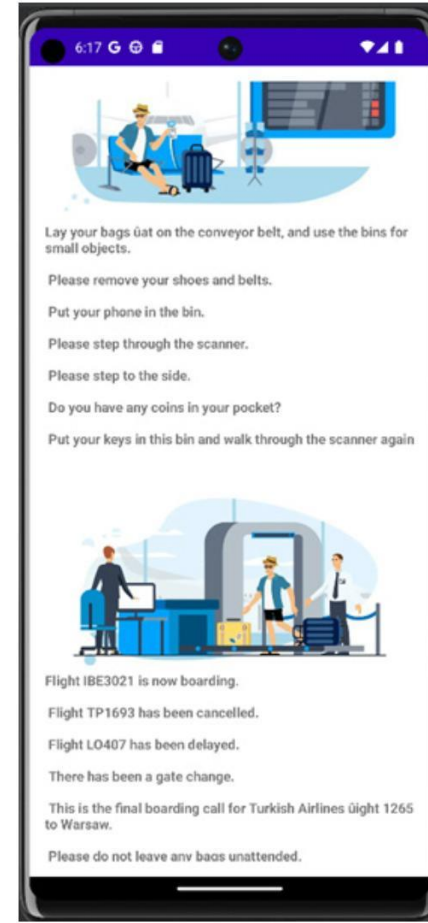 6:17 G
Lay your bags ûat on the conveyor belt, and use the bins for
small objects.
Please remove your shoes and belts.
Put your phone in the bin.
Please step through the scanner.
Please step to the side.
Do you have any coins in your pocket?
Put your keys in this bin and walk through the scanner again
Flight IBE3021 is now boarding.
Flight TP1693 has been cancelled.
Flight LO407 has been delayed.
There has been a gate change.
This is the final boarding call for Turkish Airlines ûight 1265
to Warsaw.
Please do not leave any bags unattended.